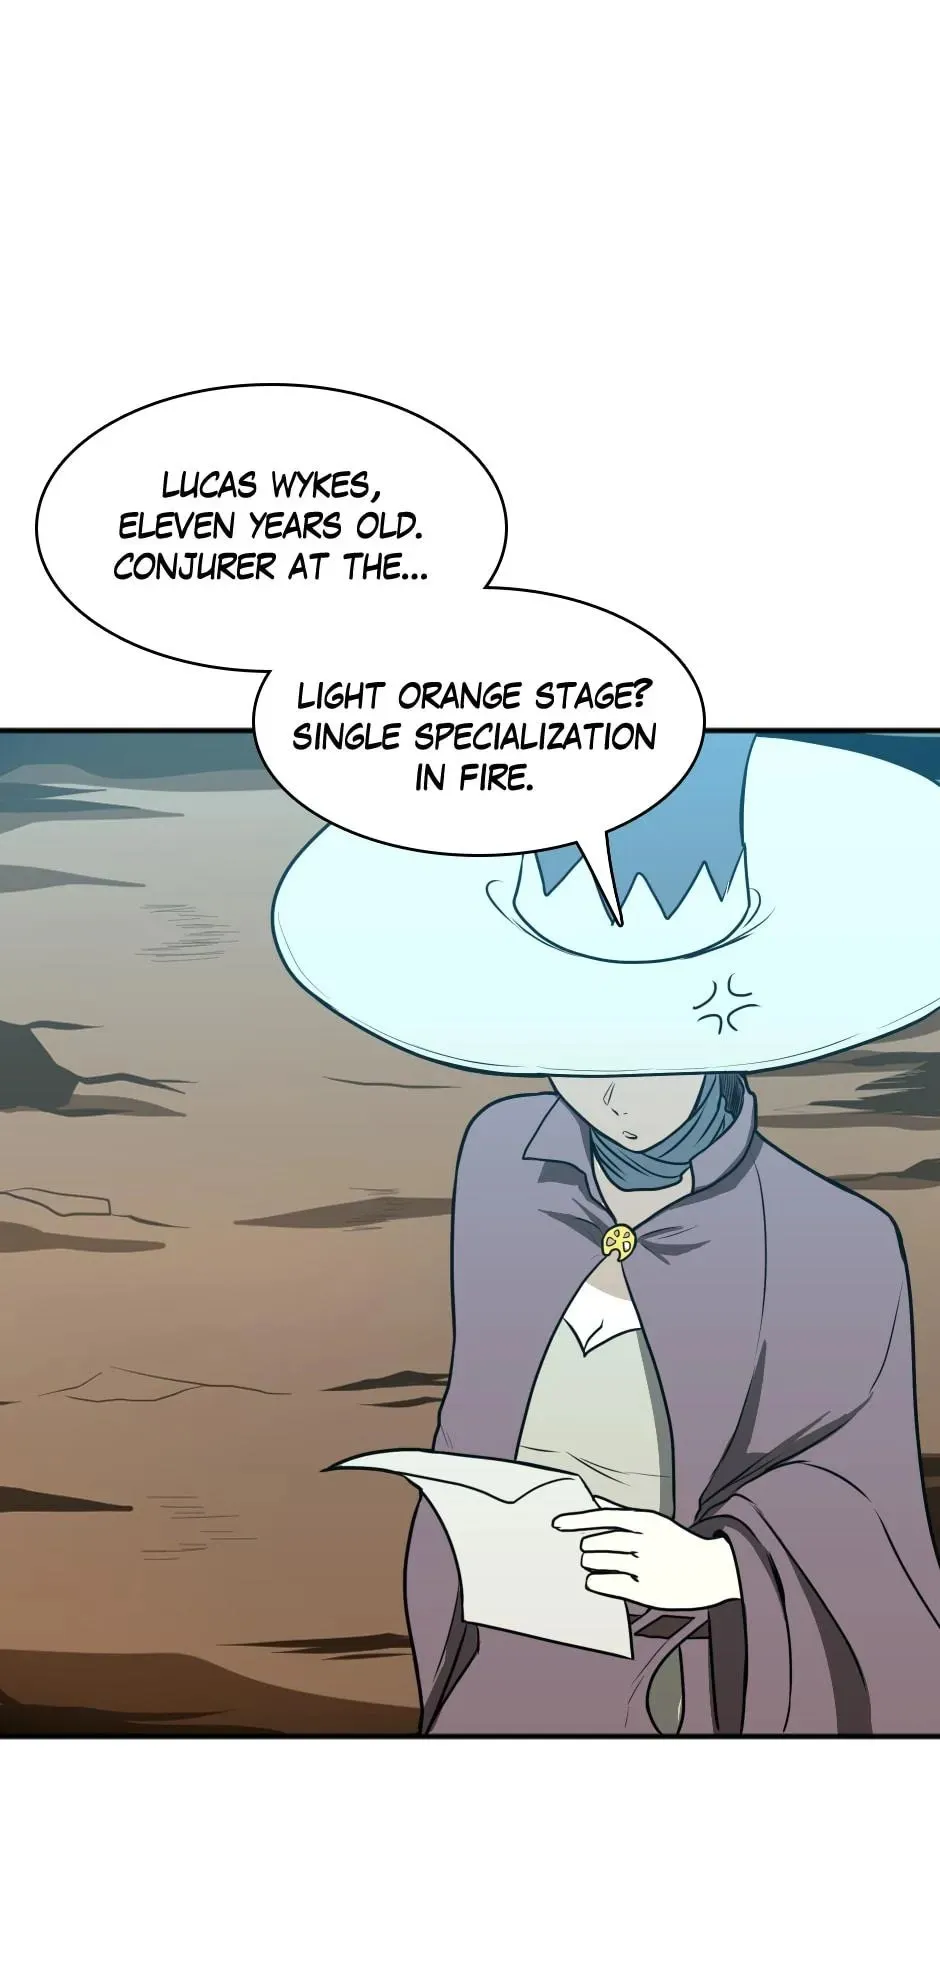 LUCAS WYKES,
ELEVEN YEARS OLD.
CONJURER AT THE...
LIGHT ORANGE STAGE?
SINGLE SPECIALIZATION
IN FIRE.